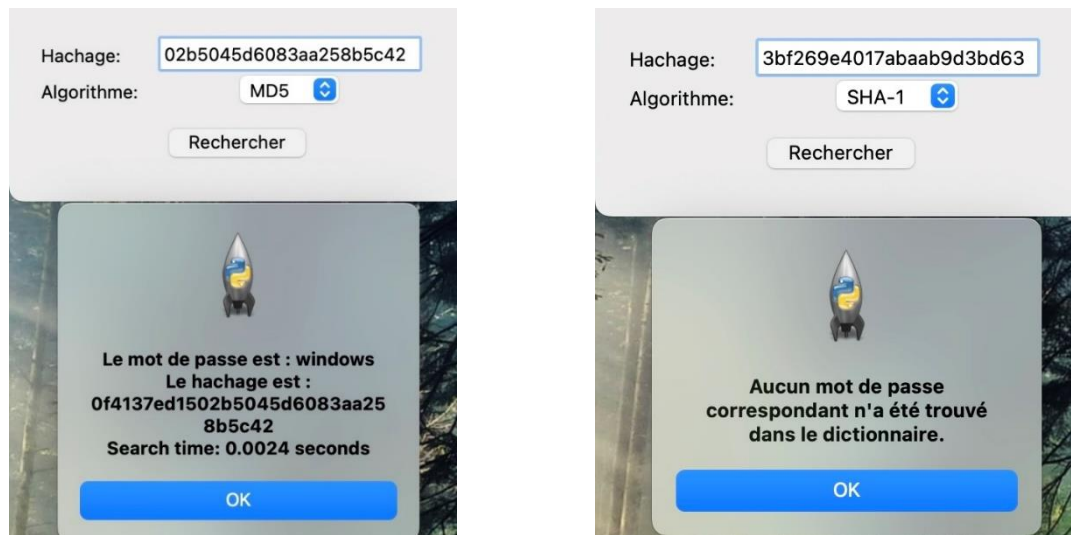 Hachage: 02b5045d6083aa258b5c42
Algorithme: MD5
Rechercher
Le mot de passe est : windows
Le hachage est :
0f4137ed1502b5045d6083aa25
8b5c42
Search time: 0.0024 seconds
OK
Hachage: 3bf269e4017abaab9d3bd63
Algorithme: SHA-1
Rechercher
Aucun mot de passe
correspondant n'a été trouvé
dans le dictionnaire.
OK